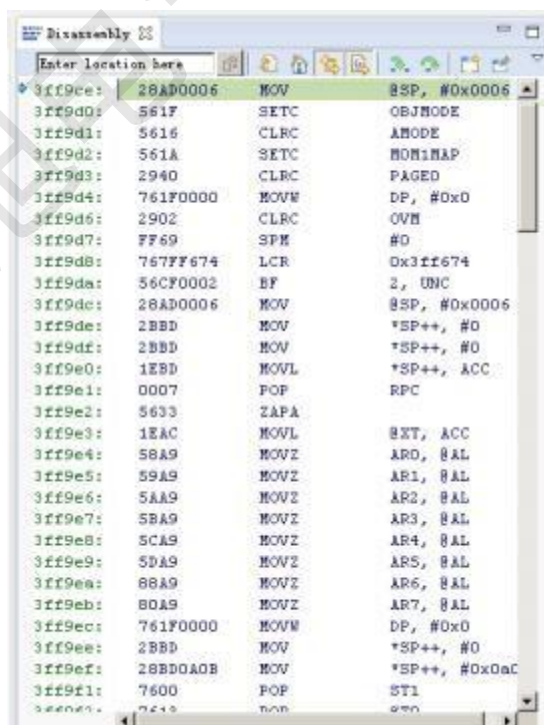 Disassembly
Enter location here
3ff9ce: 28AD0006 MOV @SP, #0x0006
3ff9d0: 561F SETC OBJMODE
3ff9d1: 5616 CLRC AMODE
3ff9d2: 561A SETC M0M1MAP
3ff9d3: 2940 CLRC PAGE0
3ff9d4: 761F0000 MOVW DP, #0x0
3ff9d6: 2902 CLRC OVM
3ff9d7: FF69 SPM #0
3ff9d8: 767FF674 LCR 0x3ff674
3ff9da: 56CF0002 BF 2, UNC
3ff9dc: 28AD0006 MOV @SP, #0x0006
3ff9de: 2BBD MOV *SP++, #0
3ff9df: 2BBD MOV *SP++, #0
3ff9e0: 1EBD MOVL *SP++, ACC
3ff9e1: 0007 POP RPC
3ff9e2: 5633 ZAPA
3ff9e3: 1EAC MOVL @XT, ACC
3ff9e4: 58A9 MOVZ AR0, @AL
3ff9e5: 59A9 MOVZ AR1, @AL
3ff9e6: 5AA9 MOVZ AR2, @AL
3ff9e7: 5BA9 MOVZ AR3, @AL
3ff9e8: 5CA9 MOVZ AR4, @AL
3ff9e9: 5DA9 MOVZ AR5, @AL
3ff9ea: 88A9 MOVZ AR6, @AL
3ff9eb: 80A9 MOVZ AR7, @AL
3ff9ec: 761F0000 MOVW DP, #0x0
3ff9ee: 2BBD MOV *SP++, #0
3ff9ef: 28BD0A0B MOV *SP++, #0x0a0
3ff9f1: 7600 POP ST1